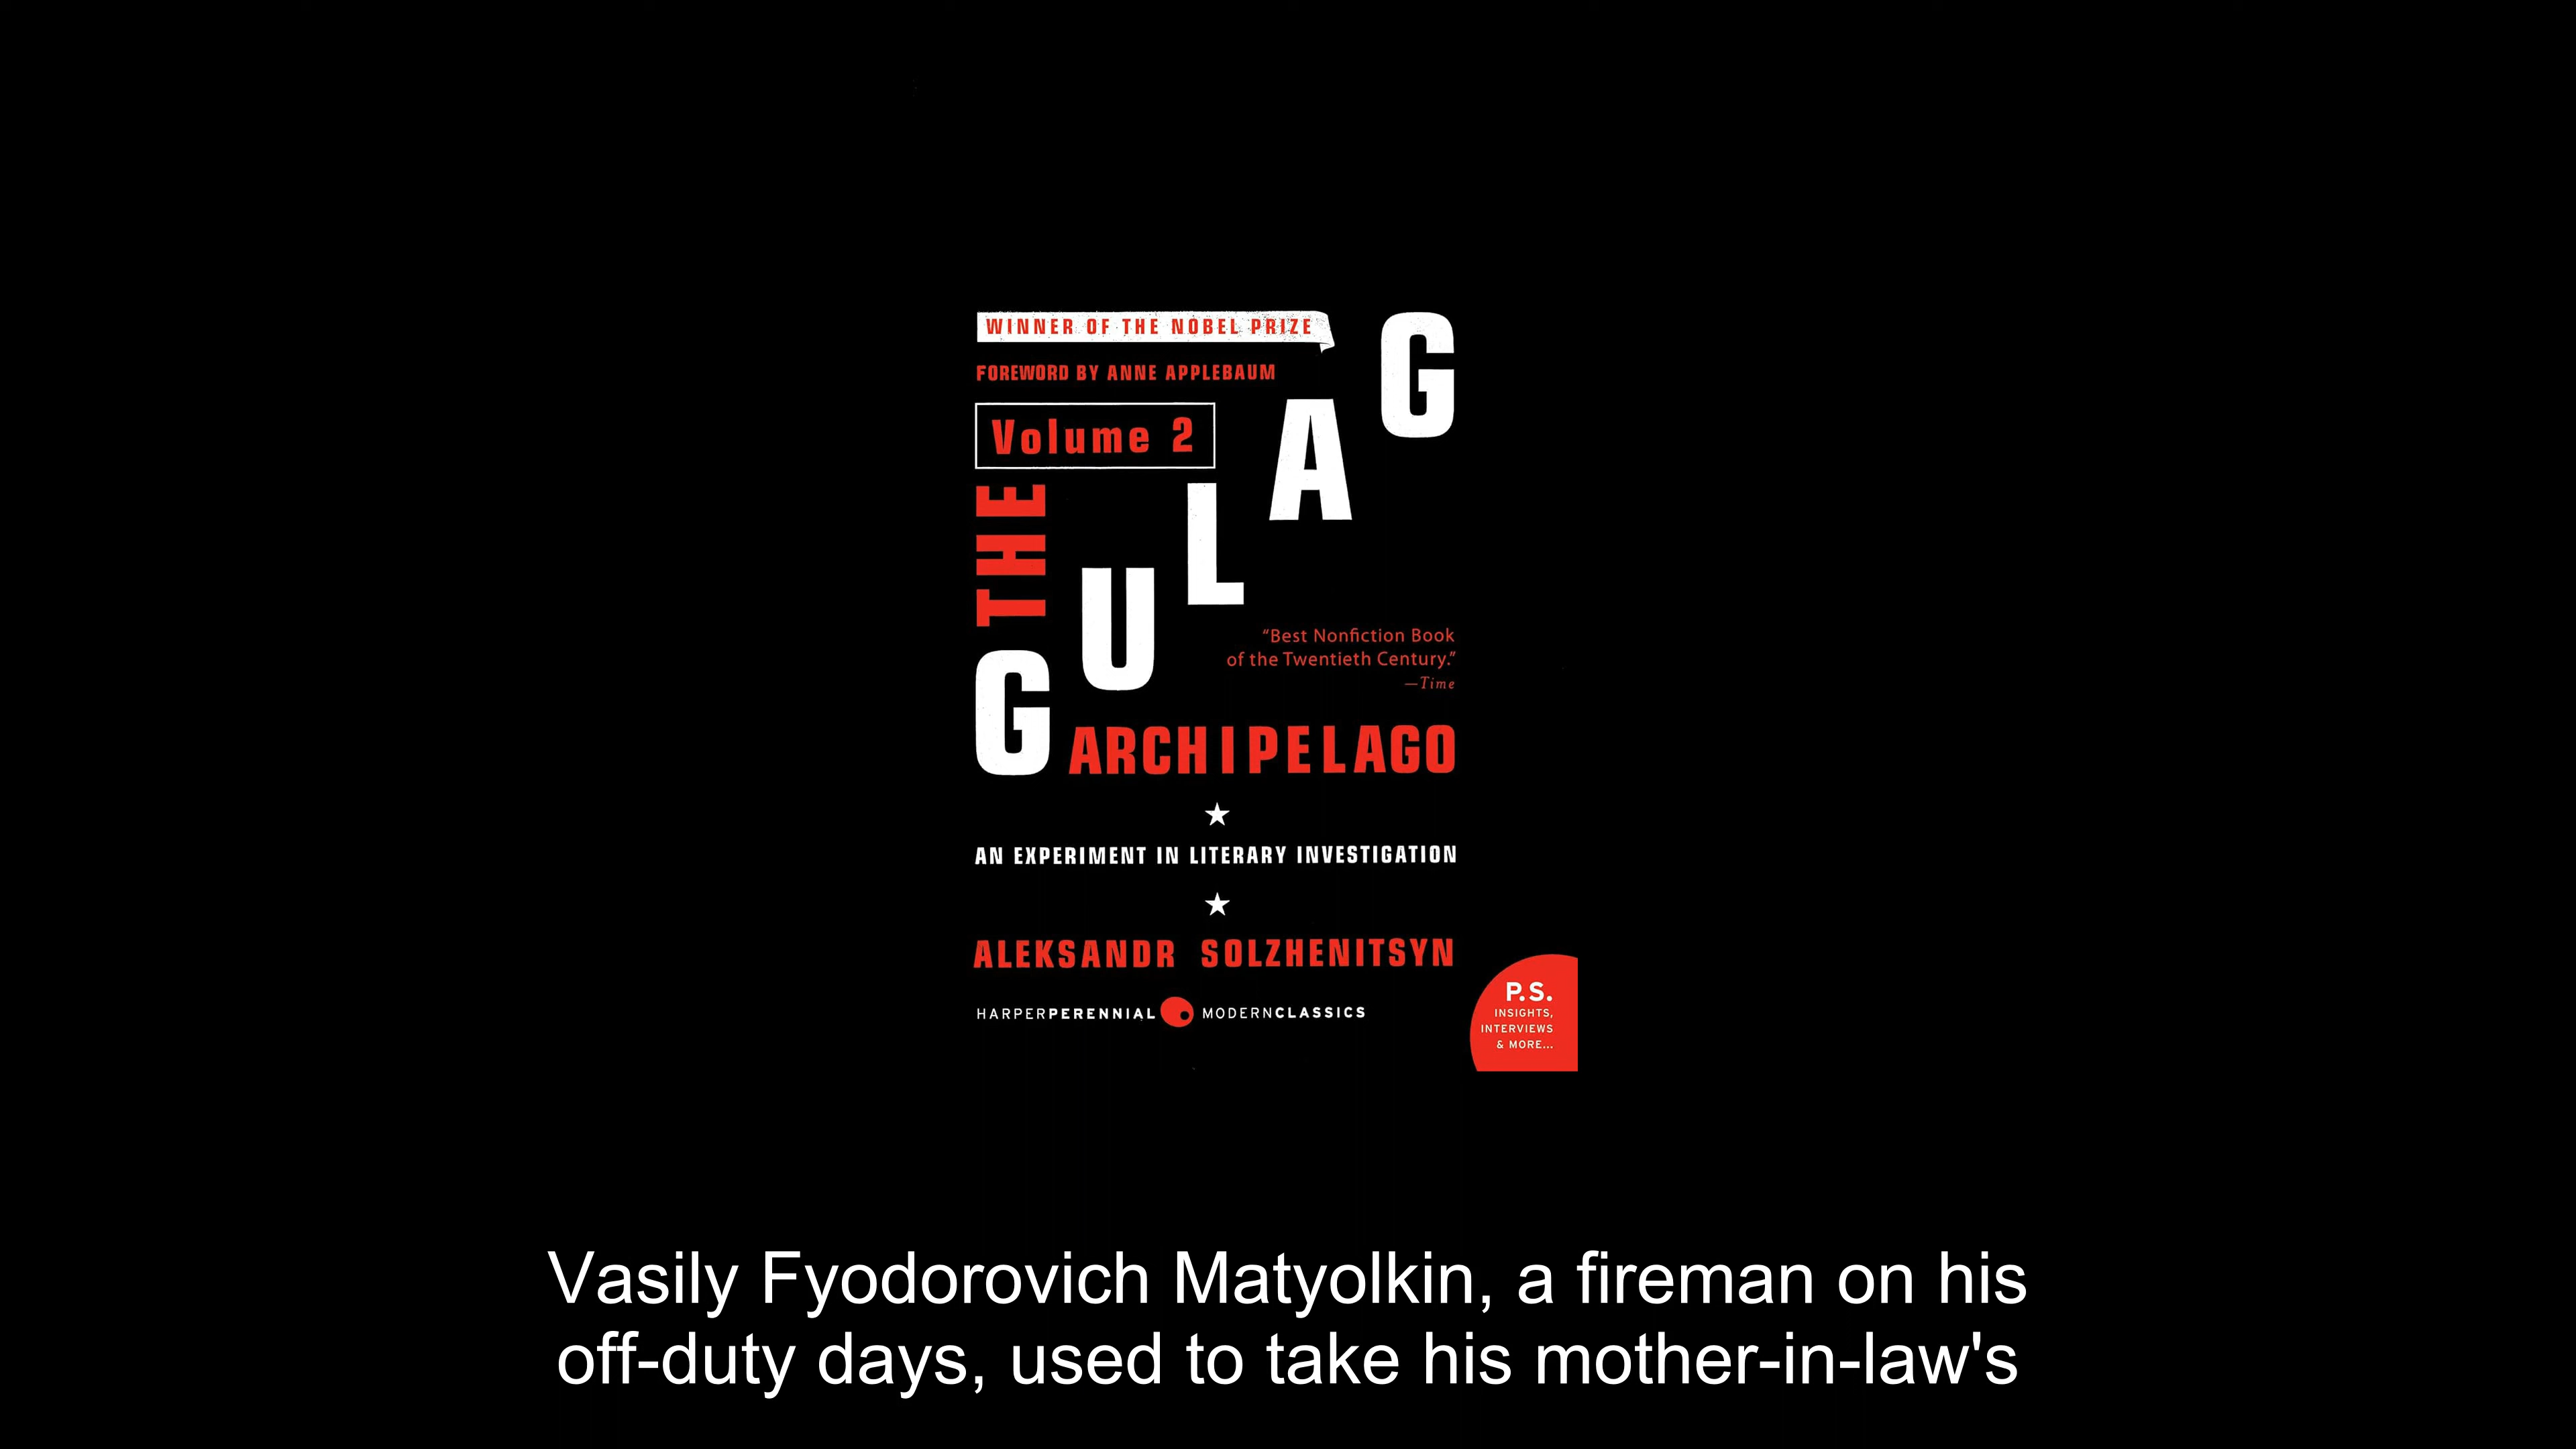 WINNER OF THE NOBEL PRIZE
FOREWORD BY ANNE APPLEBAUM
Volume 2
THE
GULAG
"Best Nonfiction Book
of the Twentieth Century."
—Time
ARCHIPELAGO
AN EXPERIMENT IN LITERARY INVESTIGATION
ALEKSANDR SOLZHENITSYN
HARPERPERENNIAL MODERNCLASSICS
P.S.
INSIGHTS,
INTERVIEWS
& MORE...
Vasily Fyodorovich Matyolkin, a fireman on his
off-duty days, used to take his mother-in-law's